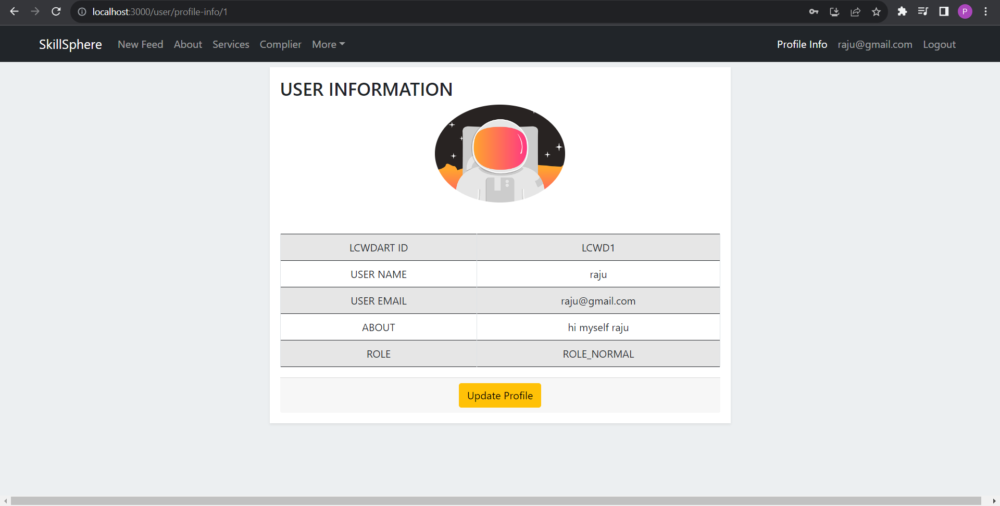 localhost:3000/user/profile-info/1
P
SkillSphere New Feed About Services Complier More Profile Info raju@gmail.com Logout
USER INFORMATION
LCWDART ID LCWD1
USER NAME raju
USER EMAIL raju@gmail.com
ABOUT hi myself raju
ROLE ROLE_NORMAL
Update Profile